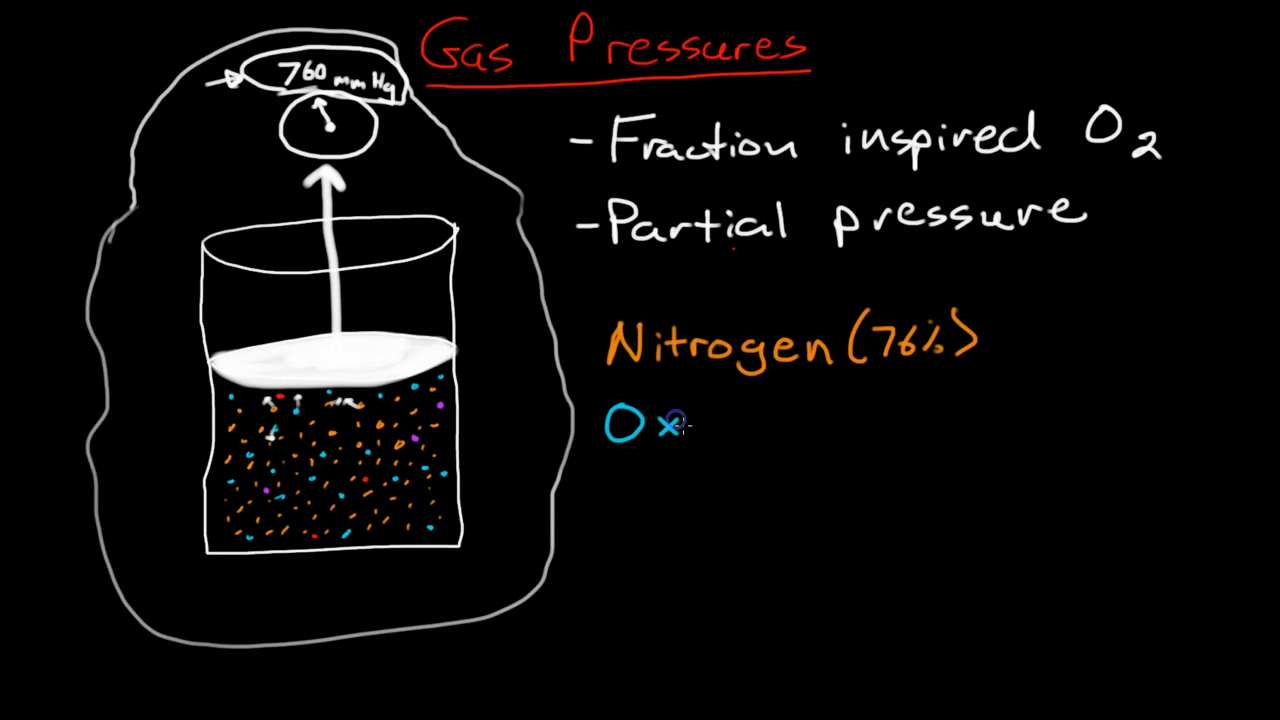 Gas Pressures
760 mm Hg
- Fraction inspired O2
- Partial pressure
Nitrogen (76%)
Ox